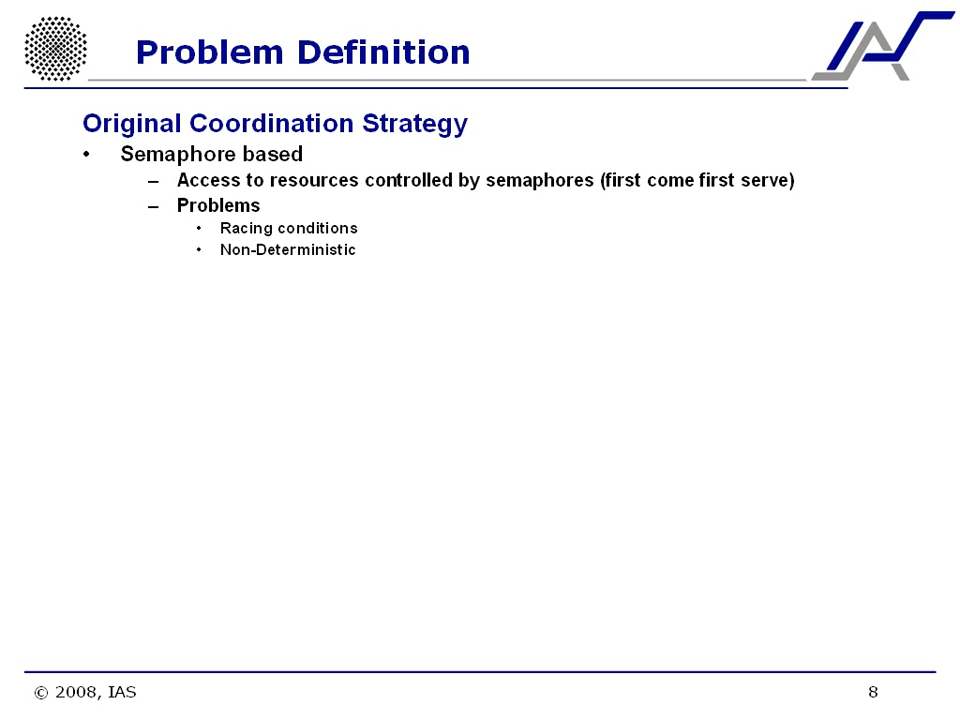 Problem Definition
Original Coordination Strategy
• Semaphore based
– Access to resources controlled by semaphores (first come first serve)
– Problems
• Racing conditions
• Non-Deterministic
© 2008, IAS
8